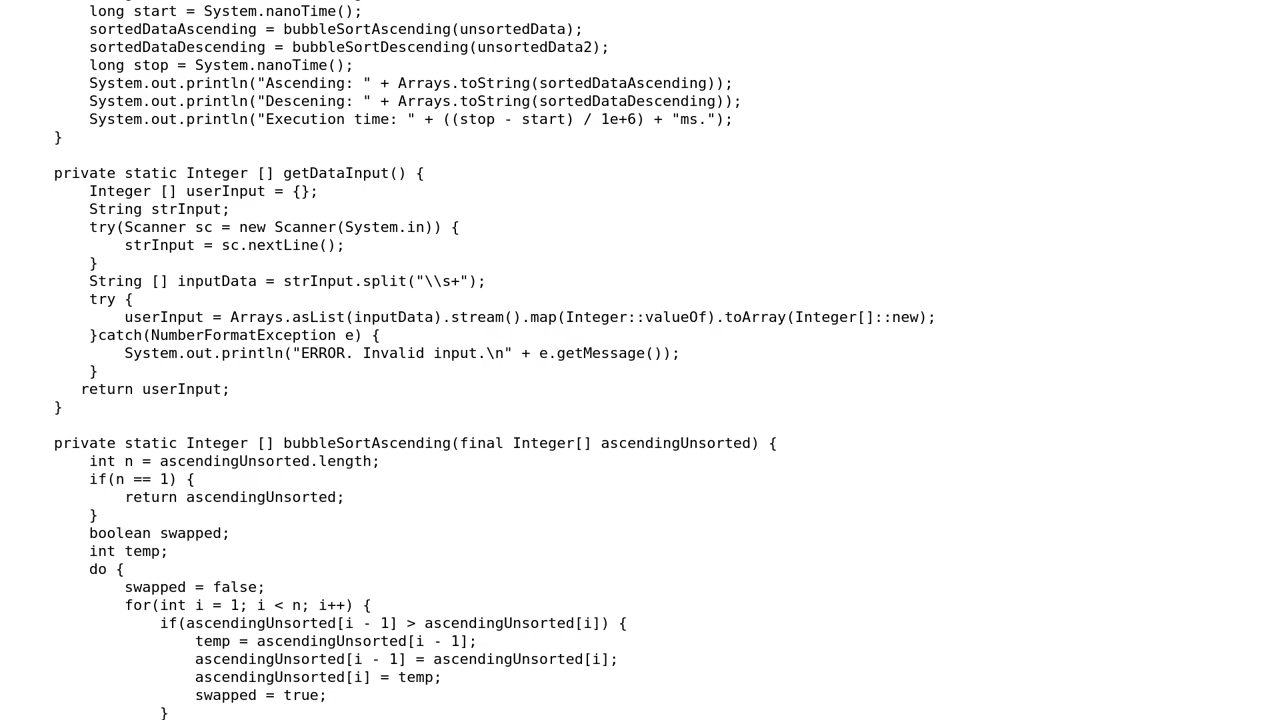 long start = System.nanoTime();
sortedDataAscending = bubbleSortAscending(unsortedData);
sortedDataDescending = bubbleSortDescending(unsortedData2);
long stop = System.nanoTime();
System.out.println("Ascending: " + Arrays.toString(sortedDataAscending));
System.out.println("Descening: " + Arrays.toString(sortedDataDescending));
System.out.println("Execution time: " + ((stop - start) / 1e+6) + "ms.");
}
private static Integer [] getDataInput() {
Integer [] userInput = {};
String strInput;
try(Scanner sc = new Scanner(System.in)) {
strInput = sc.nextLine();
}
String [] inputData = strInput.split("\\s+");
try {
userInput = Arrays.asList(inputData).stream().map(Integer::valueOf).toArray(Integer[]::new);
}catch(NumberFormatException e) {
System.out.println("ERROR. Invalid input.\n" + e.getMessage());
}
return userInput;
}
private static Integer [] bubbleSortAscending(final Integer[] ascendingUnsorted) {
int n = ascendingUnsorted.length;
if(n == 1) {
return ascendingUnsorted;
}
boolean swapped;
int temp;
do {
swapped = false;
for(int i = 1; i < n; i++) {
if(ascendingUnsorted[i - 1] > ascendingUnsorted[i]) {
temp = ascendingUnsorted[i - 1];
ascendingUnsorted[i - 1] = ascendingUnsorted[i];
ascendingUnsorted[i] = temp;
swapped = true;
}